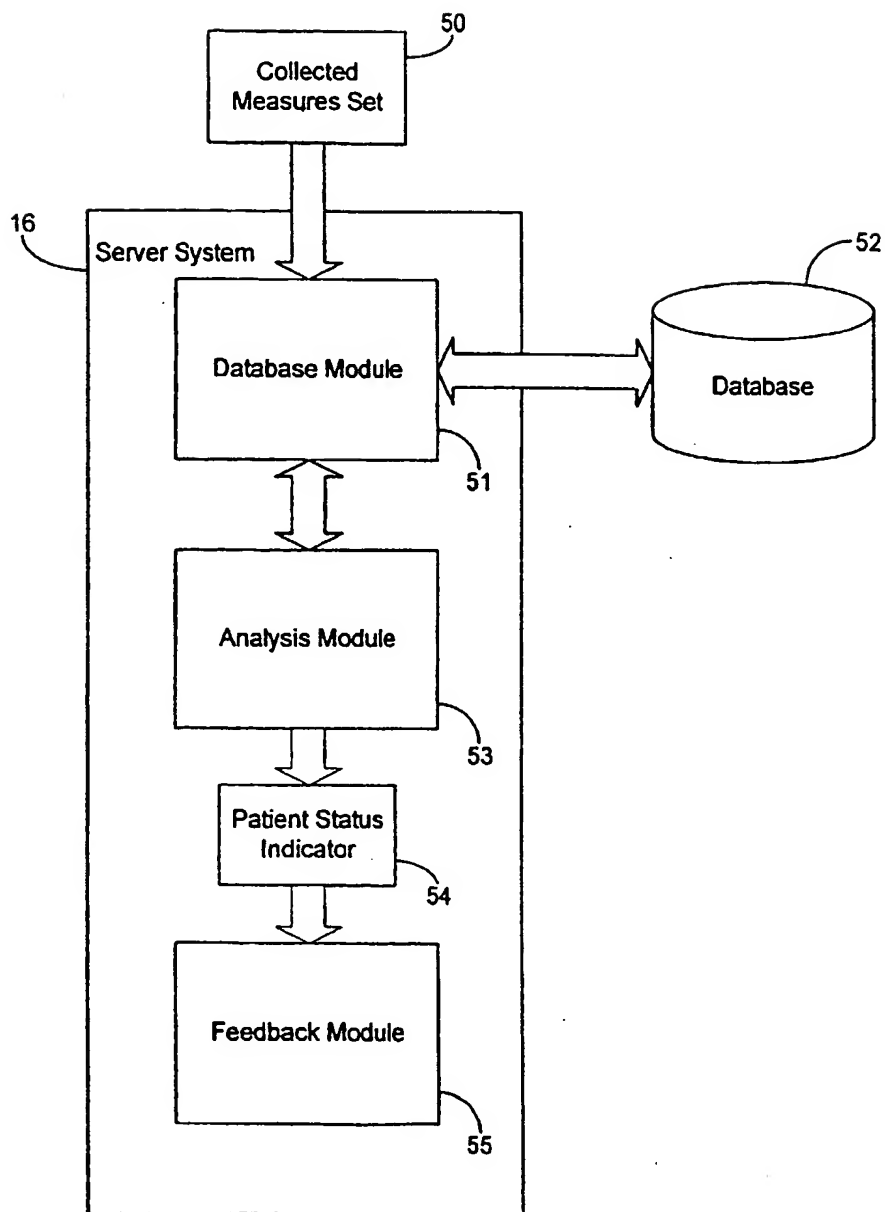 50
Collected
Measures Set
16
Server System
52
Database Module
Database
51
Analysis Module
53
Patient Status
Indicator
54
Feedback Module
55